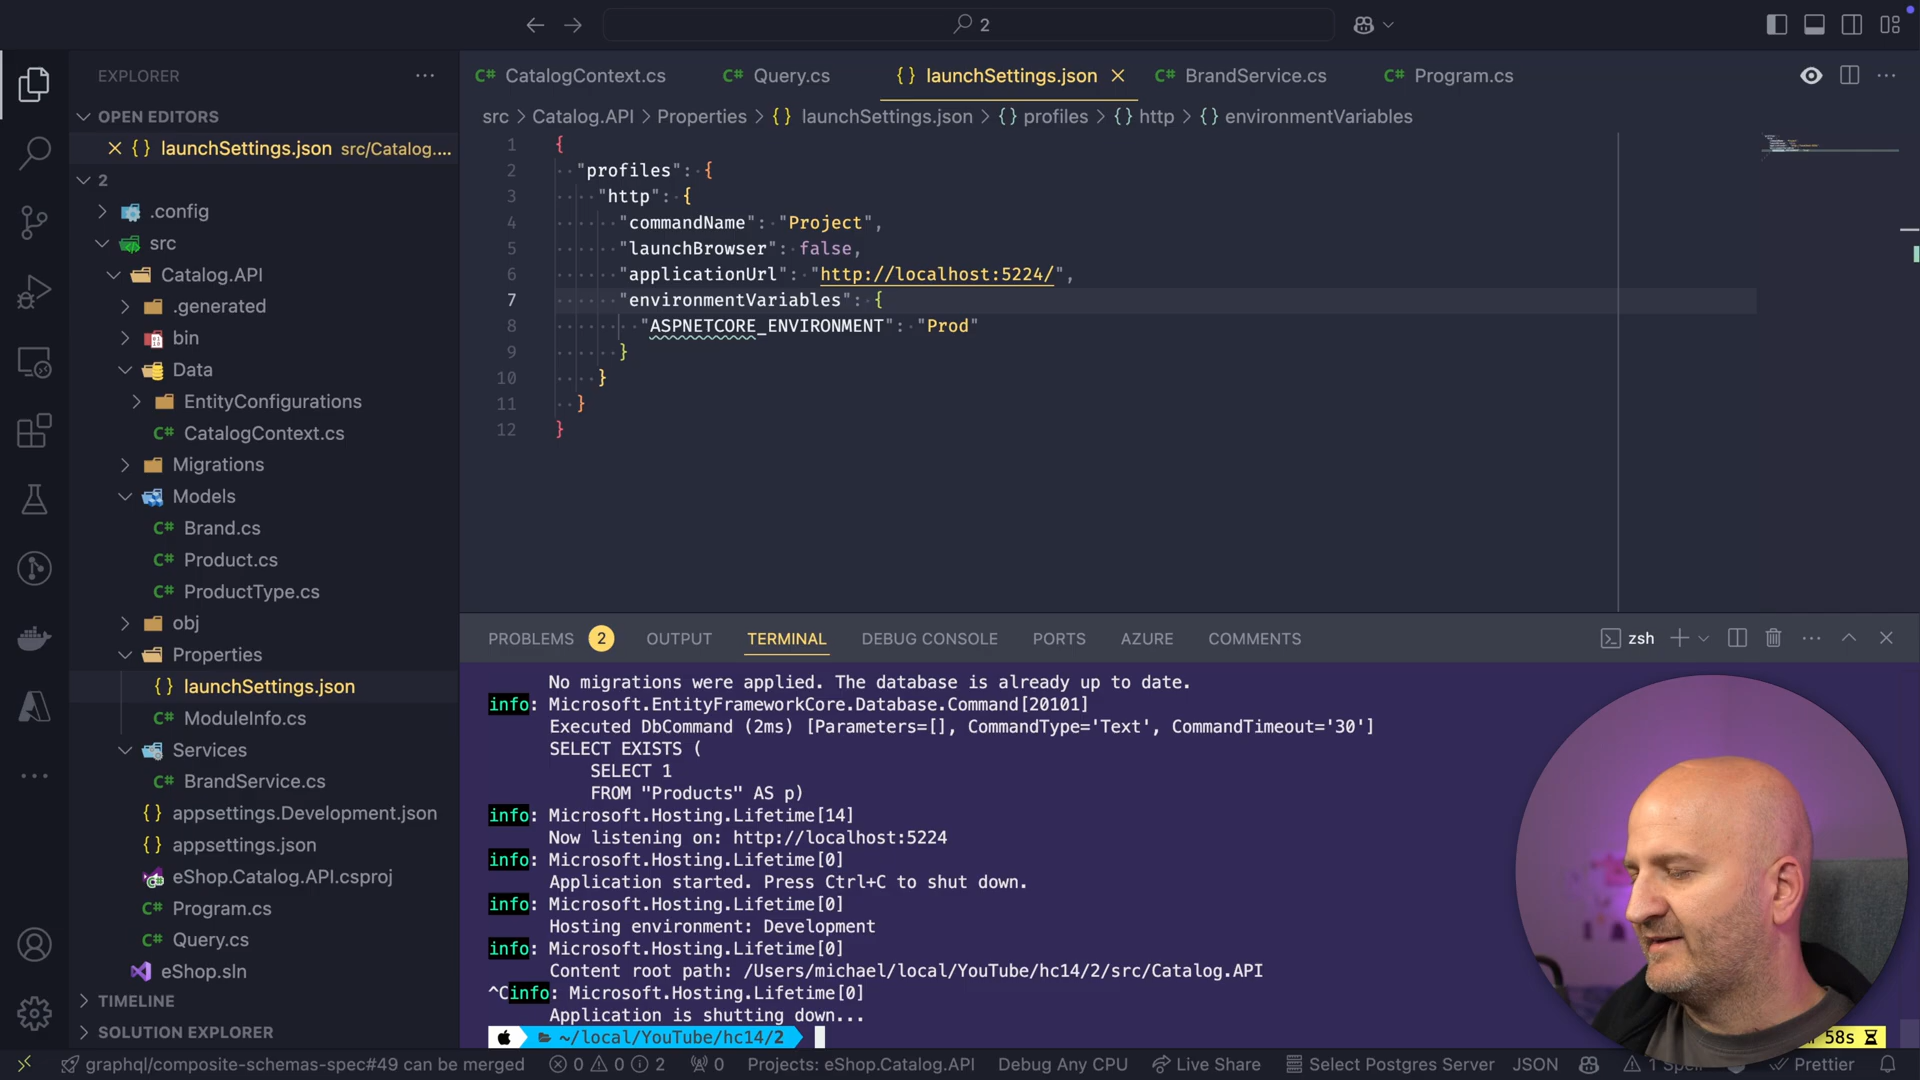 2
EXPLORER
OPEN EDITORS
launchSettings.json src/Catalog....
2
.config
src
Catalog.API
.generated
bin
Data
EntityConfigurations
CatalogContext.cs
Migrations
Models
Brand.cs
Product.cs
ProductType.cs
obj
Properties
launchSettings.json
ModuleInfo.cs
Services
BrandService.cs
appsettings.Development.json
appsettings.json
eShop.Catalog.API.csproj
Program.cs
Query.cs
eShop.sln
TIMELINE
SOLUTION EXPLORER
CatalogContext.cs Query.cs launchSettings.json BrandService.cs Program.cs
src > Catalog.API > Properties > {} launchSettings.json > {} profiles > {} http > {} environmentVariables
1 {
2 "profiles": {
3 "http": {
4 "commandName": "Project",
5 "launchBrowser": false,
6 "applicationUrl": "http://localhost:5224/",
7 "environmentVariables": {
8 "ASPNETCORE_ENVIRONMENT": "Prod"
9 }
10 }
11 }
12 }
PROBLEMS 2 OUTPUT TERMINAL DEBUG CONSOLE PORTS AZURE COMMENTS zsh
No migrations were applied. The database is already up to date.
info: Microsoft.EntityFrameworkCore.Database.Command[20101]
Executed DbCommand (2ms) [Parameters=[], CommandType='Text', CommandTimeout='30']
SELECT EXISTS (
SELECT 1
FROM "Products" AS p)
info: Microsoft.Hosting.Lifetime[14]
Now listening on: http://localhost:5224
info: Microsoft.Hosting.Lifetime[0]
Application started. Press Ctrl+C to shut down.
info: Microsoft.Hosting.Lifetime[0]
Hosting environment: Development
info: Microsoft.Hosting.Lifetime[0]
Content root path: /Users/michael/local/YouTube/hc14/2/src/Catalog.API
^Cinfo: Microsoft.Hosting.Lifetime[0]
Application is shutting down...
~/local/YouTube/hc14/2 58s
graphql/composite-schemas-spec#49 can be merged 0 0 2 0 Projects: eShop.Catalog.API Debug Any CPU Live Share Select Postgres Server JSON 1 Spell Prettier